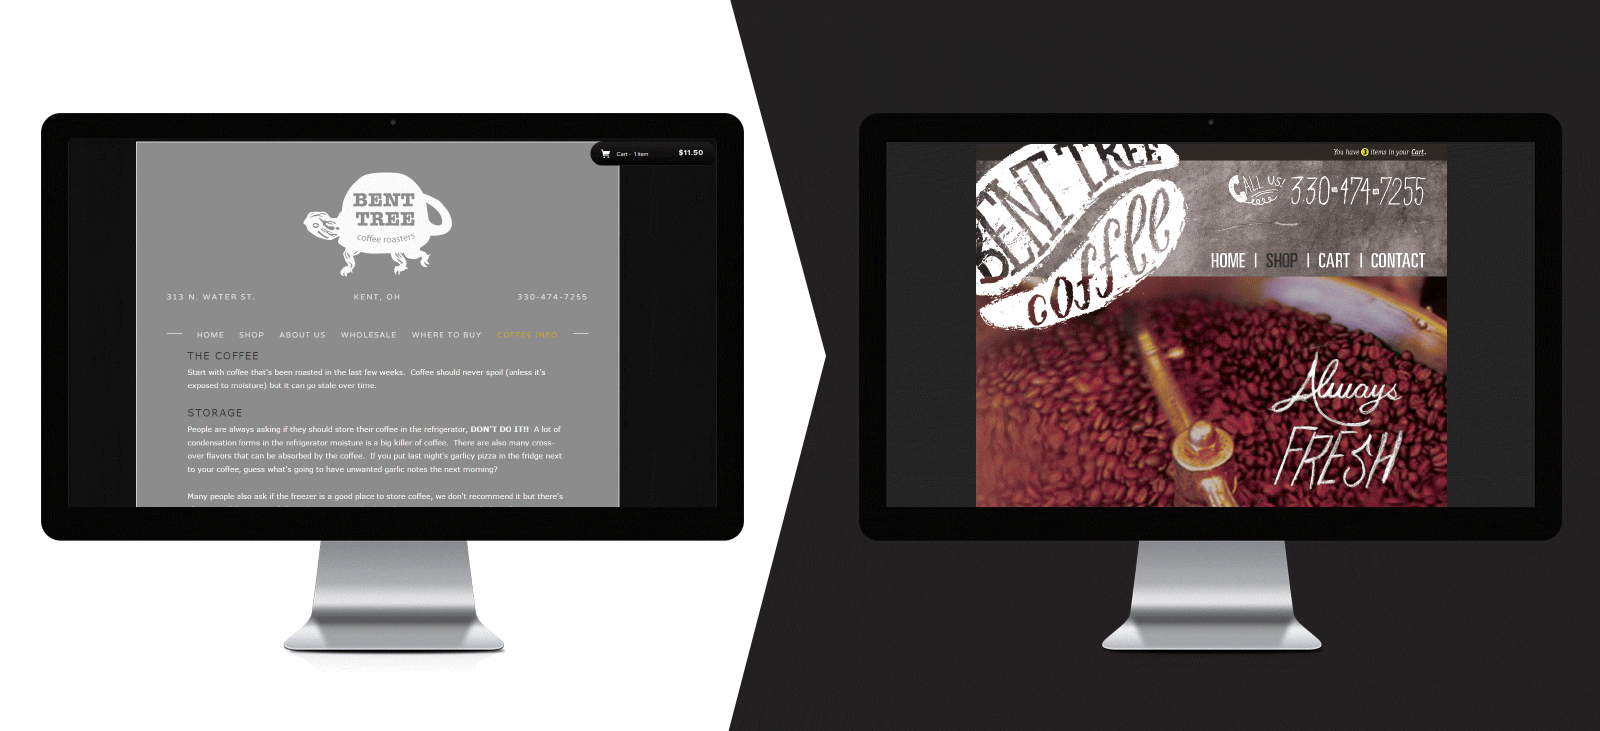 Cart - 1 item $11.50
BENT
TREE
coffee roasters
313 N. WATER ST. KENT, OH 330-474-7255
HOME SHOP ABOUT US WHOLESALE WHERE TO BUY COFFEE INFO
THE COFFEE
Start with coffee that's been roasted in the last few weeks. Coffee should never spoil (unless it's
exposed to moisture) but it can go stale over time.
STORAGE
People are always asking if they should store their coffee in the refrigerator, DON'T DO IT!! A lot of
condensation forms in the refrigerator moisture is a big killer of coffee. There are also many cross-
over flavors that can be absorbed by the coffee. If you put last night's garlicy pizza in the fridge next
to your coffee, guess what's going to have unwanted garlic notes the next morning?
Many people also ask if the freezer is a good place to store coffee, we don't recommend it but there's
You have 3 items in your Cart.
BENT TREE
COFFEE
CALL US! 330-474-7255
HOME | SHOP | CART | CONTACT
Always
FRESH